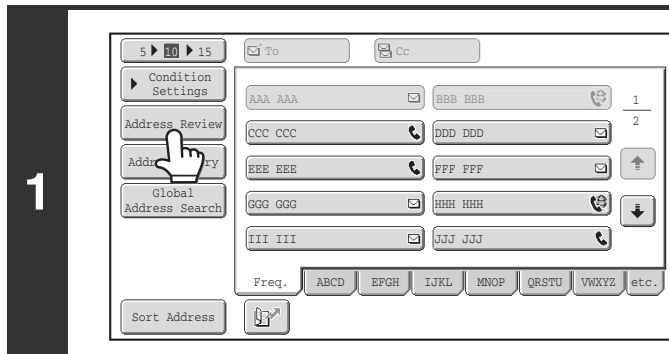 1
5 10 15
To
Cc
Condition
Settings
Address Review
Addr ry
Global
Address Search
Sort Address
AAA AAA
BBB BBB
CCC CCC
DDD DDD
EEE EEE
FFF FFF
GGG GGG
HHH HHH
III III
JJJ JJJ
1
2
Freq.
ABCD
EFGH
IJKL
MNOP
QRSTU
VWXYZ
etc.